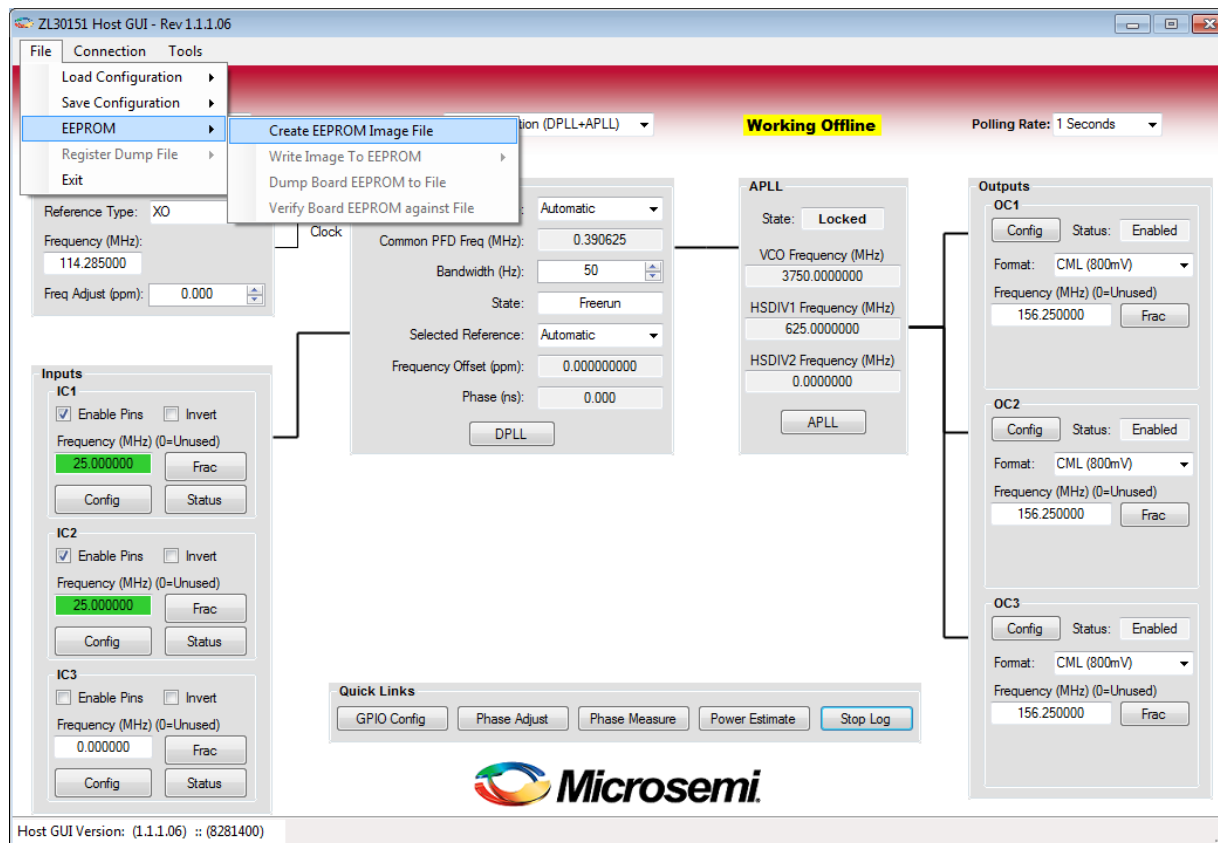 ZL30151 Host GUI - Rev 1.1.1.06
File Connection Tools
Load Configuration
Save Configuration
EEPROM
Register Dump File
Exit
Create EEPROM Image File
Write Image To EEPROM
Dump Board EEPROM to File
Verify Board EEPROM against File
(DPLL+APLL)
Working Offline
Polling Rate: 1 Seconds
Reference Type: XO
Frequency (MHz):
114.285000
Freq Adjust (ppm): 0.000
Clock
Automatic
Common PFD Freq (MHz): 0.390625
Bandwidth (Hz): 50
State: Freerun
Selected Reference: Automatic
Frequency Offset (ppm): 0.000000000
Phase (ns): 0.000
DPLL
APLL
State: Locked
VCO Frequency (MHz)
3750.0000000
HSDIV1 Frequency (MHz)
625.0000000
HSDIV2 Frequency (MHz)
0.0000000
APLL
Outputs
OC1
Config Status: Enabled
Format: CML (800mV)
Frequency (MHz) (0=Unused)
156.250000 Frac
OC2
Config Status: Enabled
Format: CML (800mV)
Frequency (MHz) (0=Unused)
156.250000 Frac
OC3
Config Status: Enabled
Format: CML (800mV)
Frequency (MHz) (0=Unused)
156.250000 Frac
Inputs
IC1
Enable Pins Invert
Frequency (MHz) (0=Unused)
25.000000 Frac
Config Status
IC2
Enable Pins Invert
Frequency (MHz) (0=Unused)
25.000000 Frac
Config Status
IC3
Enable Pins Invert
Frequency (MHz) (0=Unused)
0.000000 Frac
Config Status
Quick Links
GPIO Config Phase Adjust Phase Measure Power Estimate Stop Log
Microsemi.
Host GUI Version: (1.1.1.06) :: (8281400)